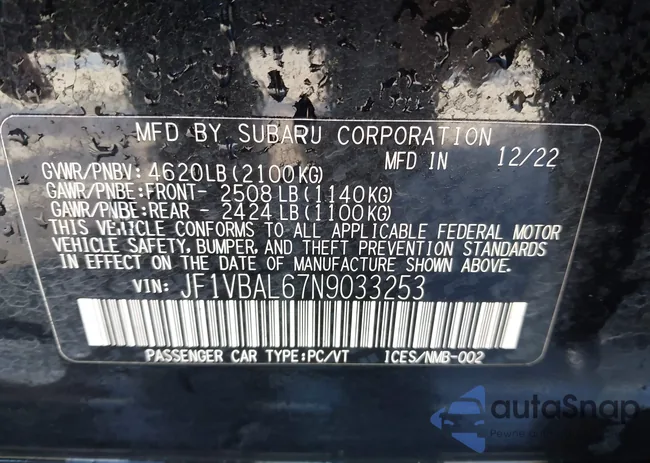 MFD BY SUBARU CORPORATION
MFD IN 12/22
GVWR/PNBV: 4620LB (2100KG)
GAWR/PNBE:FRONT- 2508 LB (1140KG)
GAWR/PNBE:REAR - 2424 LB (1100KG)
THIS VEHICLE CONFORMS TO ALL APPLICABLE FEDERAL MOTOR
VEHICLE SAFETY, BUMPER, AND THEFT PREVENTION STANDARDS
IN EFFECT ON THE DATE OF MANUFACTURE SHOWN ABOVE.
VIN: JF1VBAL67N9033253
PASSENGER CAR TYPE:PC/VT ICES/NMB-002
autoSnap